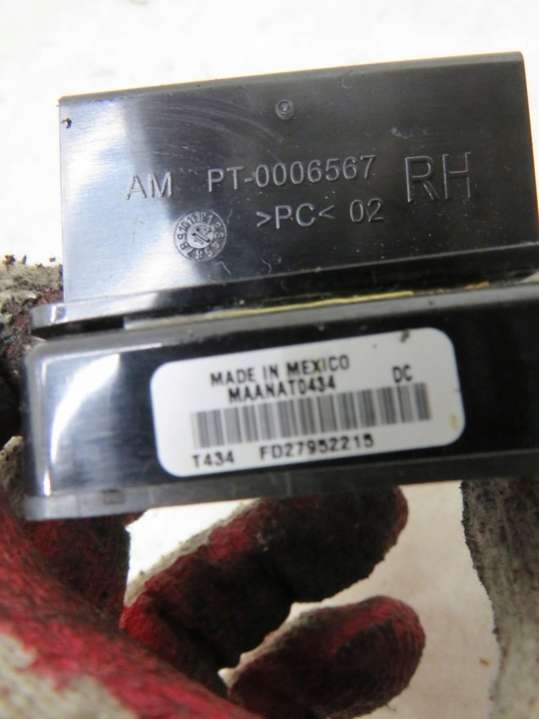 AM PT-0006567 RH
>PC< 02
MADE IN MEXICO
MAANAT0434 DC
T434 FD27952215